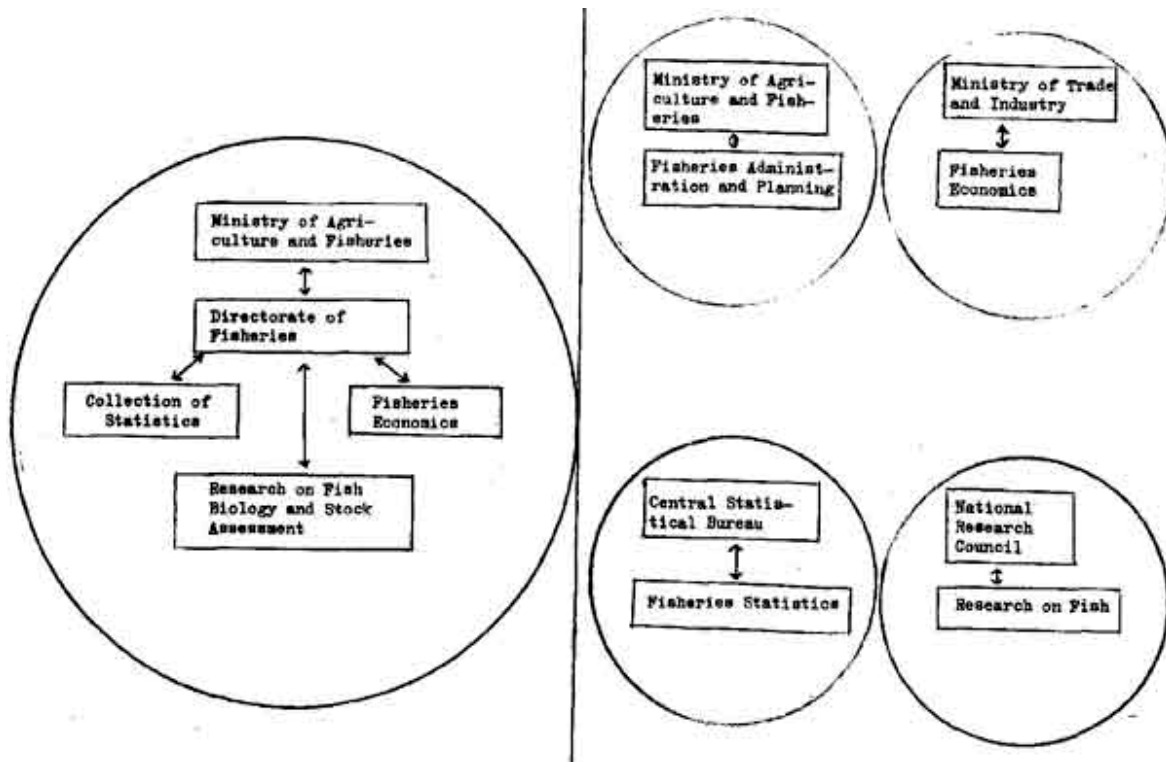 Ministry of Agri-
culture and Fisheries
Directorate of
Fisheries
Collection of
Statistics
Fisheries
Economics
Research on Fish
Biology and Stock
Assessment
Ministry of Agri-
culture and Fish-
eries
Fisheries Administ-
ration and Planning
Ministry of Trade
and Industry
Fisheries
Economics
Central Statis-
tical Bureau
Fisheries Statistics
National
Research
Council
Research on Fish